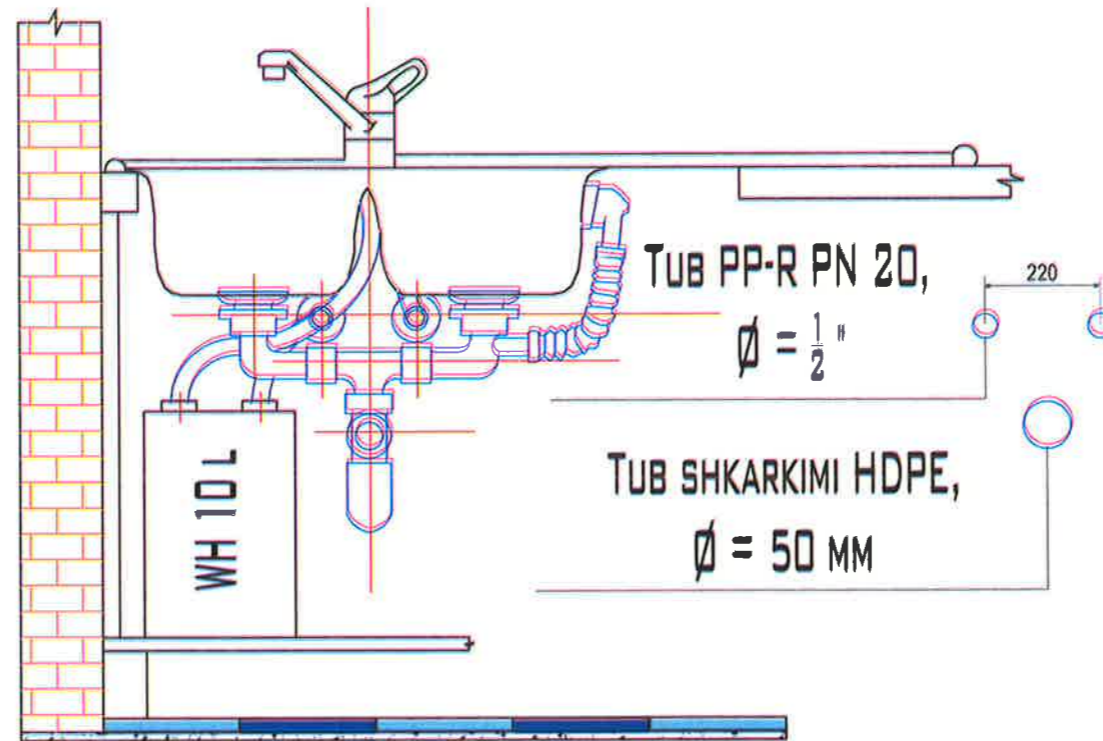 TUB PP-R PN 20,
Ø = 1/2 "
220
TUB SHKARKIMI HDPE,
Ø = 50 MM
WH 10 L